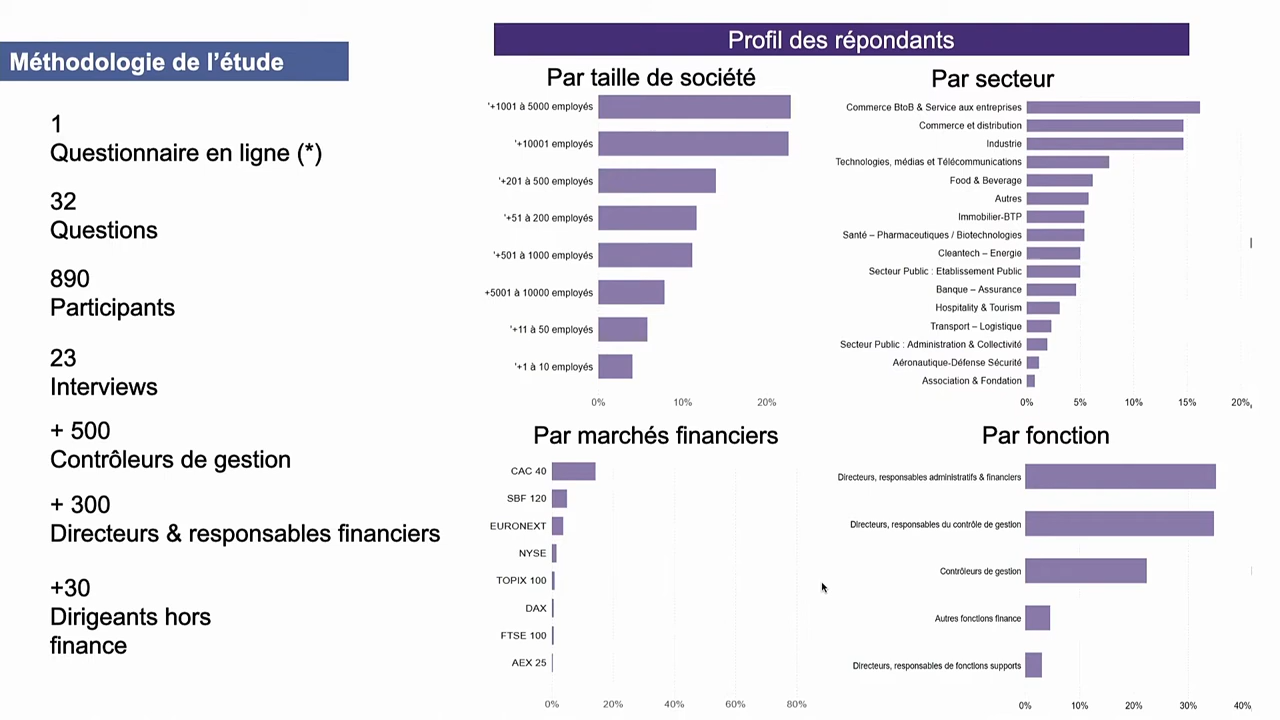 Méthodologie de l’étude
1
Questionnaire en ligne (*)
32
Questions
890
Participants
23
Interviews
+ 500
Contrôleurs de gestion
+ 300
Directeurs & responsables financiers
+30
Dirigeants hors
finance
Profil des répondants
Par taille de société
'+1001 à 5000 employés
'+10001 employés
'+201 à 500 employés
'+51 à 200 employés
'+501 à 1000 employés
+5001 à 10000 employés
'+11 à 50 employés
'+1 à 10 employés
0% 10% 20%
Par secteur
Commerce BtoB & Service aux entreprises
Commerce et distribution
Industrie
Technologies, médias et Télécommunications
Food & Beverage
Autres
Immobilier-BTP
Santé – Pharmaceutiques / Biotechnologies
Cleantech – Energie
Secteur Public : Etablissement Public
Banque – Assurance
Hospitality & Tourism
Transport – Logistique
Secteur Public : Administration & Collectivité
Aéronautique-Défense Sécurité
Association & Fondation
0% 5% 10% 15% 20%
Par marchés financiers
CAC 40
SBF 120
EURONEXT
NYSE
TOPIX 100
DAX
FTSE 100
AEX 25
0% 20% 40% 60% 80%
Par fonction
Directeurs, responsables administratifs & financiers
Directeurs, responsables du contrôle de gestion
Contrôleurs de gestion
Autres fonctions finance
Directeurs, responsables de fonctions supports
0% 10% 20% 30% 40%